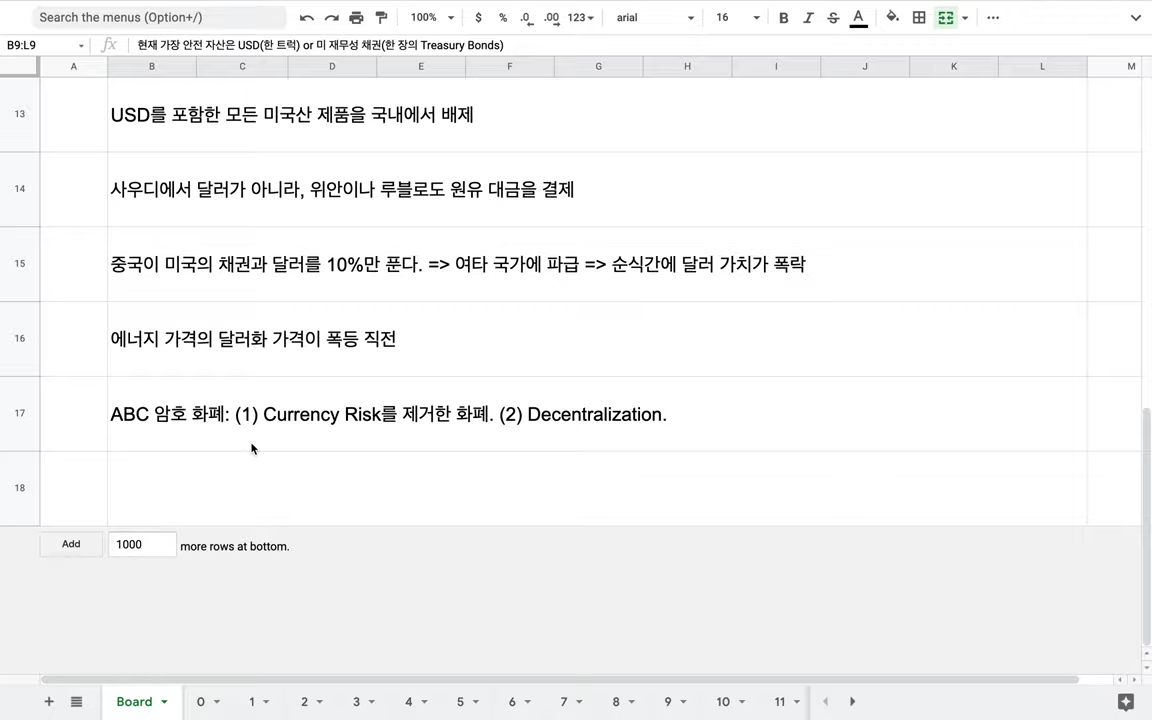 Search the menus (Option+/)
100%
$
%
.0
.00
123
arial
16
B
I
S
A
B9:L9
fx
현재 가장 안전 자산은 USD(한 트럭) or 미 재무성 채권(한 장의 Treasury Bonds)
A B C D E F G H I J K L M
13 USD를 포함한 모든 미국산 제품을 국내에서 배제
14 사우디에서 달러가 아니라, 위안이나 루블로도 원유 대금을 결제
15 중국이 미국의 채권과 달러를 10%만 푼다. => 여타 국가에 파급 => 순식간에 달러 가치가 폭락
16 에너지 가격의 달러화 가격이 폭등 직전
17 ABC 암호 화폐: (1) Currency Risk를 제거한 화폐. (2) Decentralization.
18
Add 1000 more rows at bottom.
Board 0 1 2 3 4 5 6 7 8 9 10 11